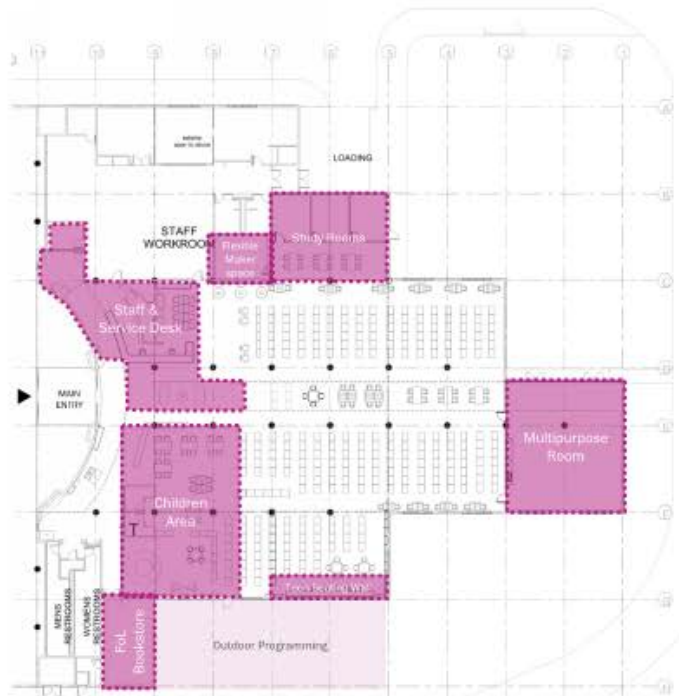 LOADING
STAFF
WORKROOM
Flexible
Maker
space
Study Rooms
Staff &
Service Desk
MAIN
ENTRY
Multipurpose
Room
Children
Area
T
MENS
RESTROOMS
WOMENS
RESTROOMS
FoL
Bookstore
Teen Seating Wall
Outdoor Programming